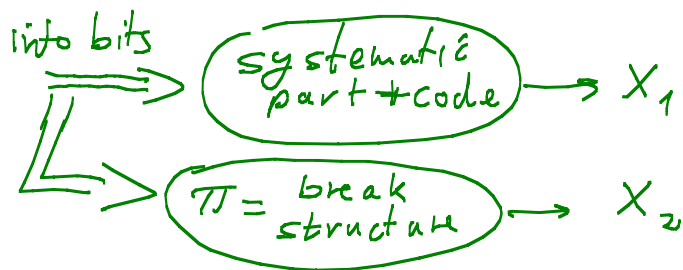 info bits
systematic
part + code
X₁
π = break
structure
X₂